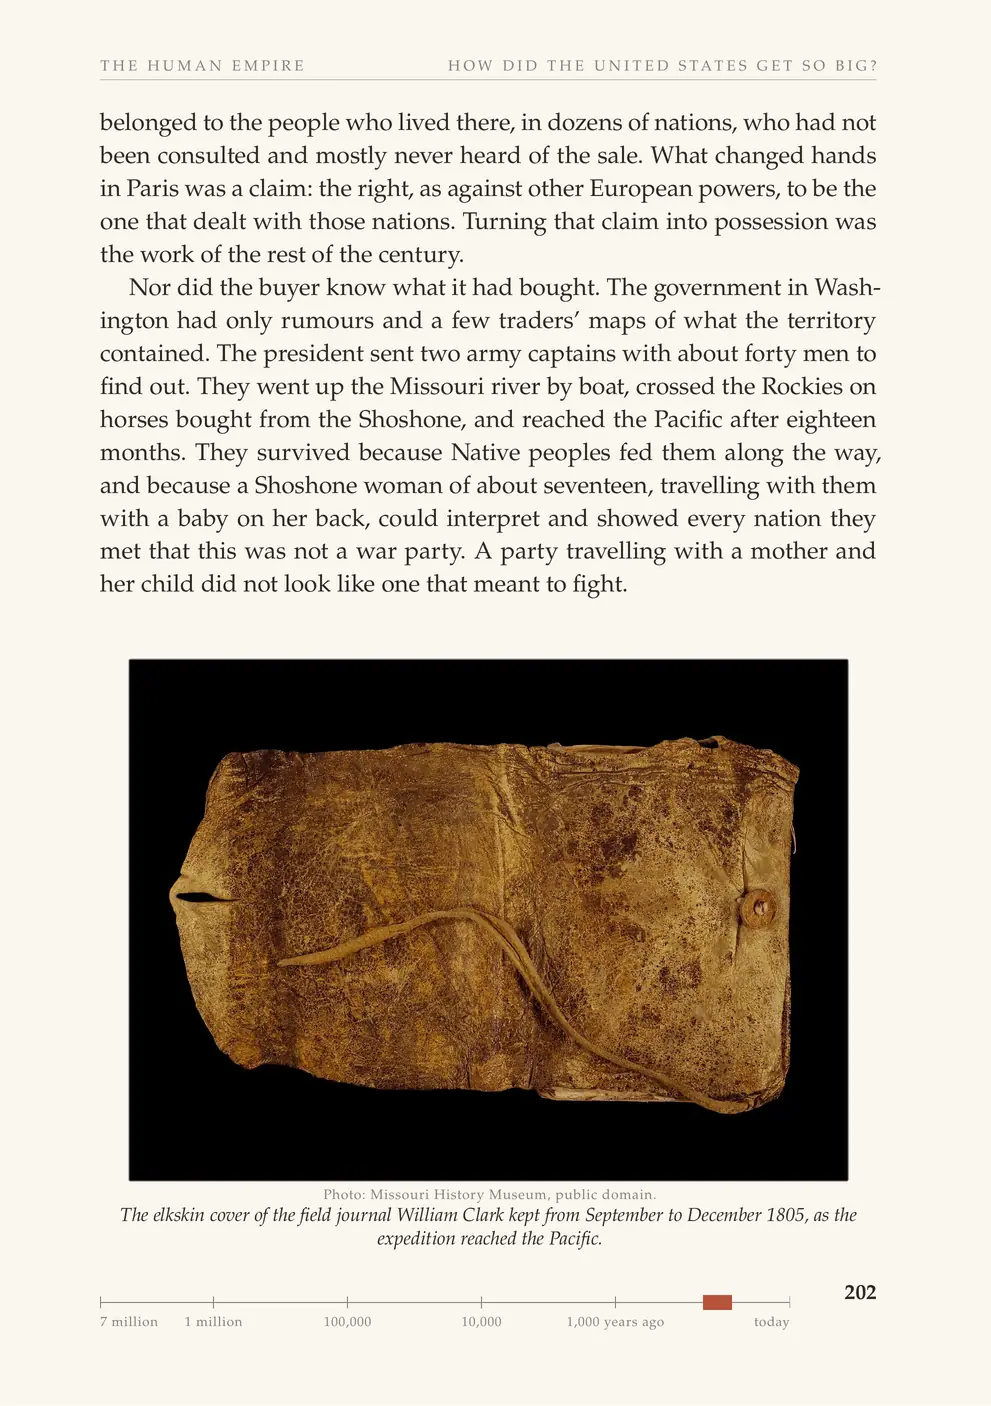 THE HUMAN EMPIRE HOW DID THE UNITED STATES GET SO BIG?
belonged to the people who lived there, in dozens of nations, who had not
been consulted and mostly never heard of the sale. What changed hands
in Paris was a claim: the right, as against other European powers, to be the
one that dealt with those nations. Turning that claim into possession was
the work of the rest of the century.
Nor did the buyer know what it had bought. The government in Wash-
ington had only rumours and a few traders’ maps of what the territory
contained. The president sent two army captains with about forty men to
find out. They went up the Missouri river by boat, crossed the Rockies on
horses bought from the Shoshone, and reached the Pacific after eighteen
months. They survived because Native peoples fed them along the way,
and because a Shoshone woman of about seventeen, travelling with them
with a baby on her back, could interpret and showed every nation they
met that this was not a war party. A party travelling with a mother and
her child did not look like one that meant to fight.
Photo: Missouri History Museum, public domain.
The elkskin cover of the field journal William Clark kept from September to December 1805, as the
expedition reached the Pacific.
202
7 million 1 million 100,000 10,000 1,000 years ago today